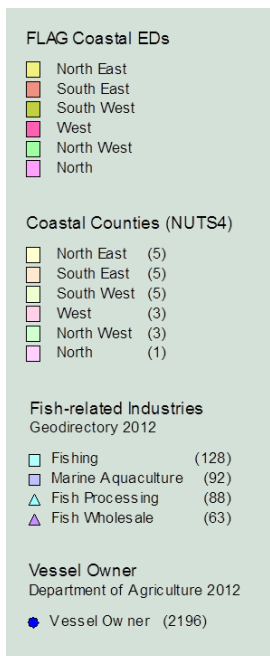 FLAG Coastal EDs
North East
South East
South West
West
North West
North
Coastal Counties (NUTS4)
North East (5)
South East (5)
South West (5)
West (3)
North West (3)
North (1)
Fish-related Industries
Geodirectory 2012
Fishing (128)
Marine Aquaculture (92)
Fish Processing (88)
Fish Wholesale (63)
Vessel Owner
Department of Agriculture 2012
Vessel Owner (2196)